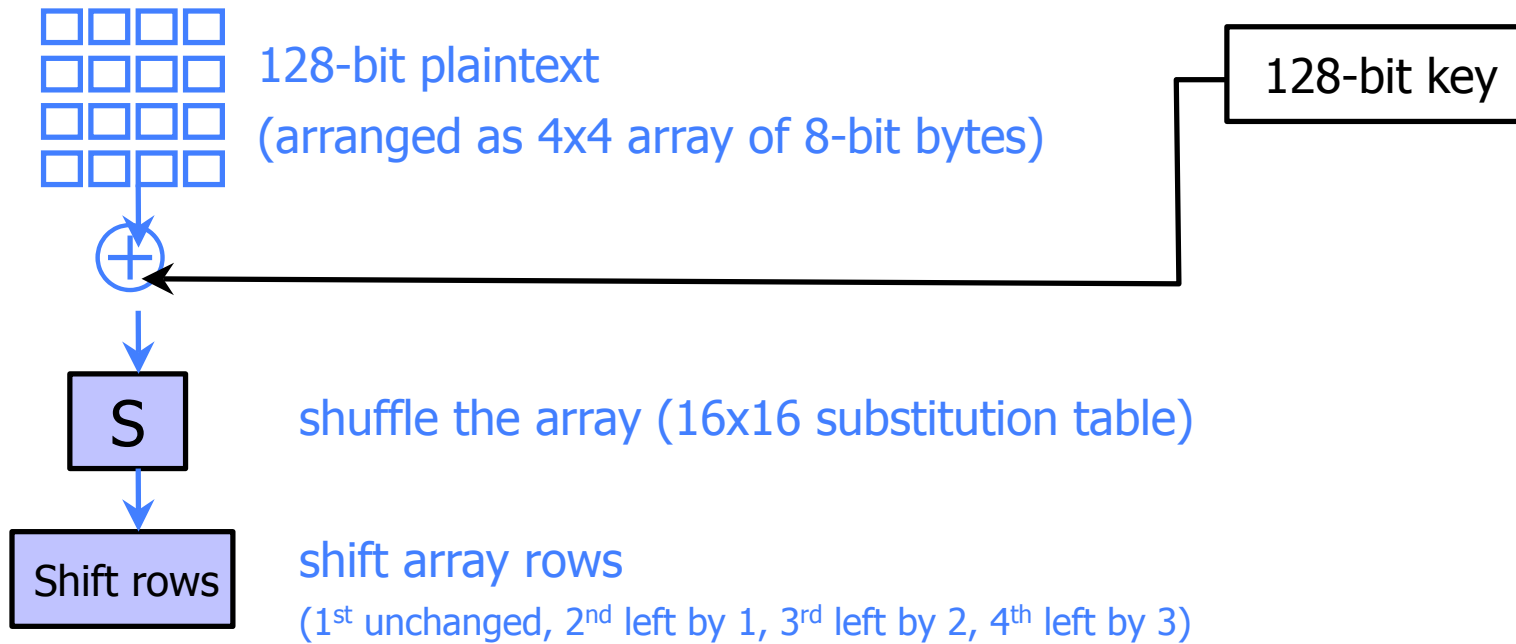 128-bit plaintext
(arranged as 4x4 array of 8-bit bytes)
128-bit key
S
shuffle the array (16x16 substitution table)
Shift rows
shift array rows
(1st unchanged, 2nd left by 1, 3rd left by 2, 4th left by 3)